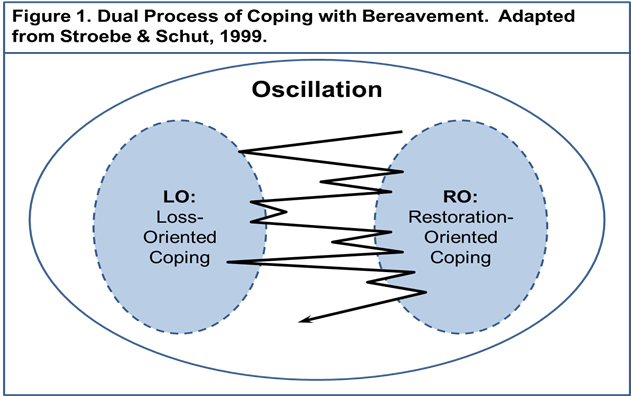 Figure 1. Dual Process of Coping with Bereavement. Adapted
from Stroebe & Schut, 1999.
Oscillation
LO:
Loss-
Oriented
Coping
RO:
Restoration-
Oriented
Coping